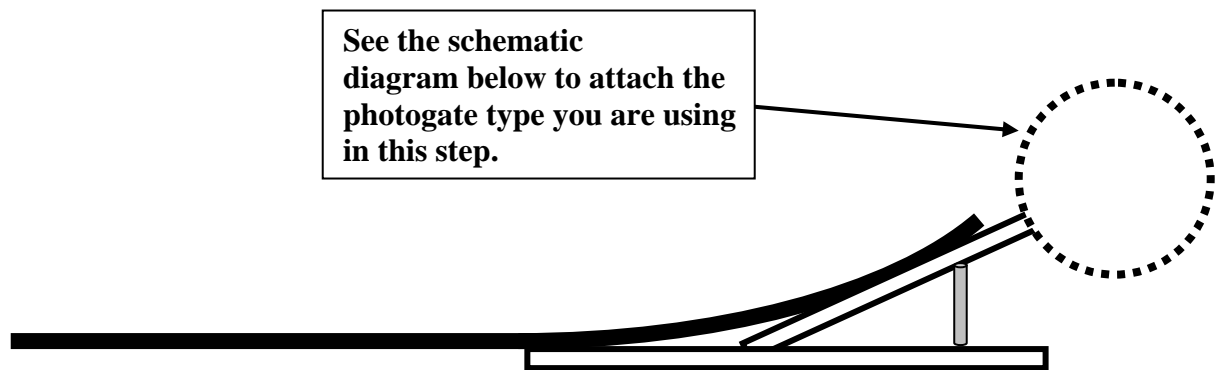 See the schematic
diagram below to attach the
photogate type you are using
in this step.